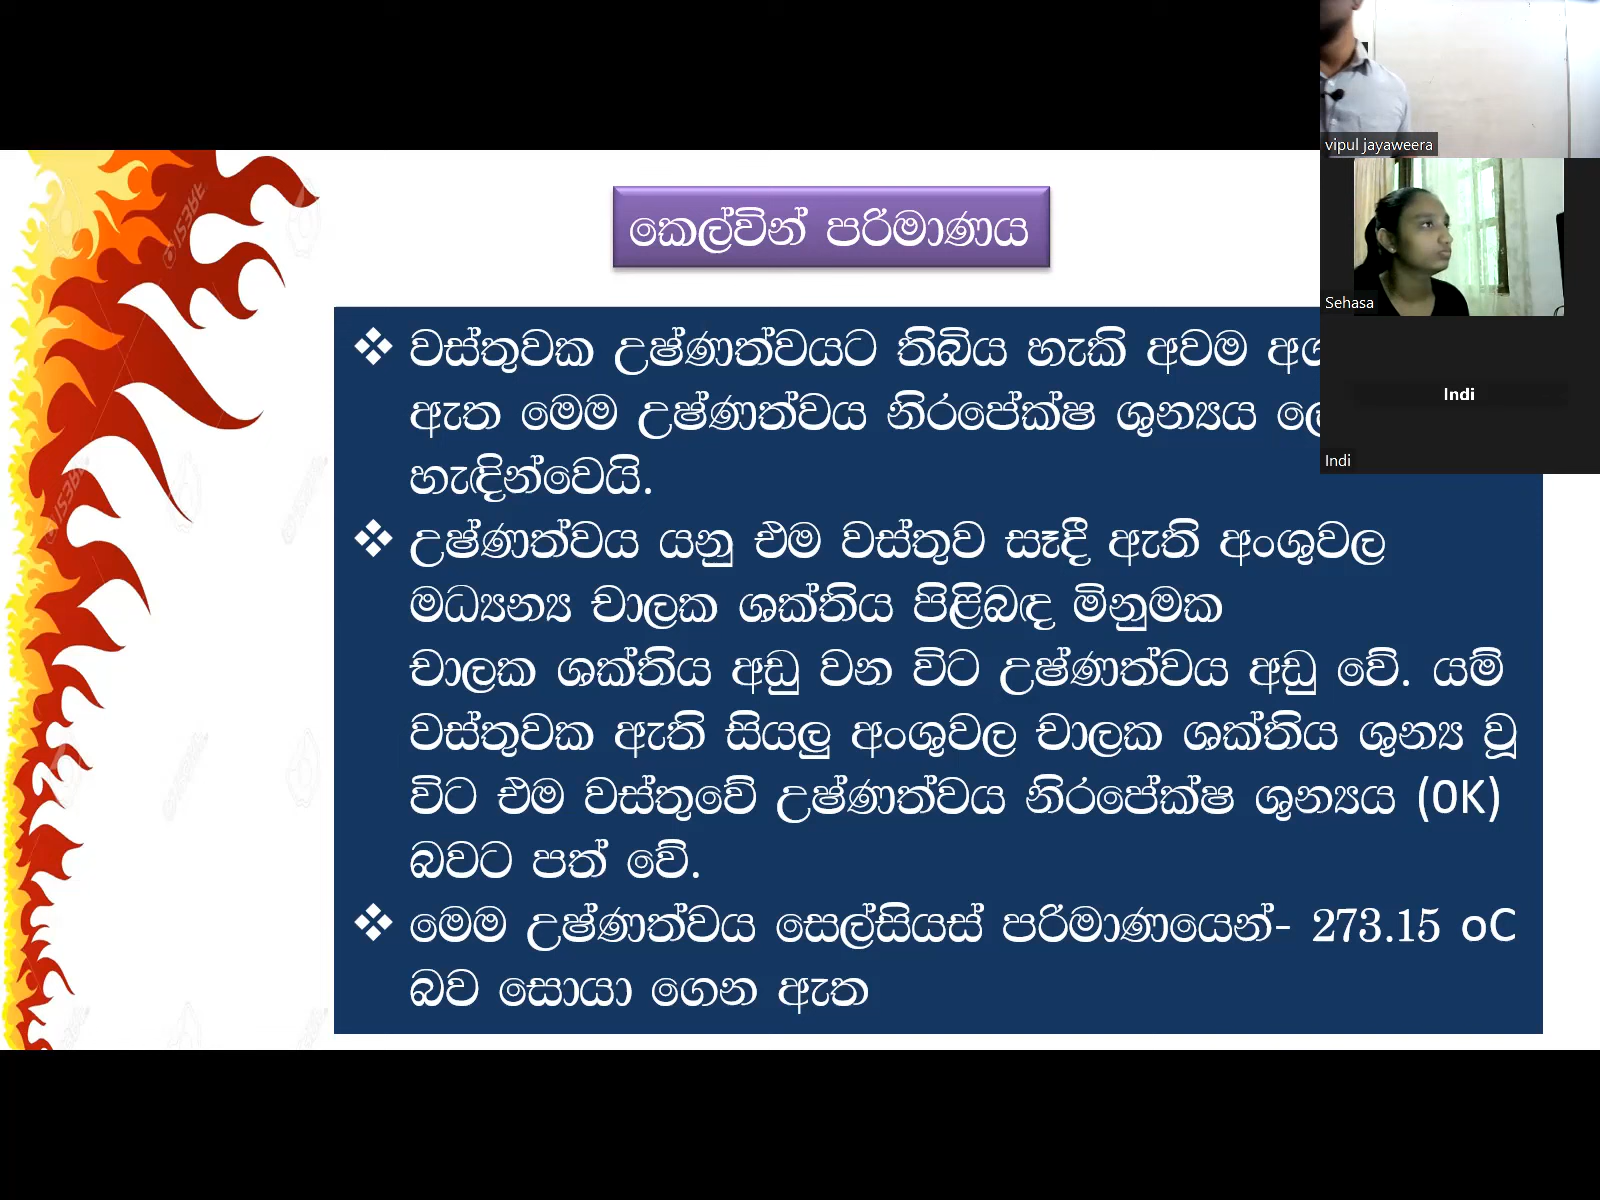 කෙල්වින් පරිමාණය
❖ වස්තුවක උෂ්ණත්වයට තිබිය හැකි අවම
ඇත මෙම උෂ්ණත්වය නිරපේක්ෂ ශුන්‍යය
හැඳින්වෙයි.
❖ උෂ්ණත්වය යනු එම වස්තුව සෑදී ඇති අංශුවල
මධ්‍යන්‍ය චාලක ශක්තිය පිළිබඳ මිනුමක
චාලක ශක්තිය අඩු වන විට උෂ්ණත්වය අඩු වේ. යම්
වස්තුවක ඇති සියලු අංශුවල චාලක ශක්තිය ශුන්‍ය වූ
විට එම වස්තුවේ උෂ්ණත්වය නිරපේක්ෂ ශුන්‍යය (0K)
බවට පත් වේ.
❖ මෙම උෂ්ණත්වය සෙල්සියස් පරිමාණයෙන්- 273.15 oC
බව සොයා ගෙන ඇත
vipul jayaweera
Sehasa
Indi
Indi